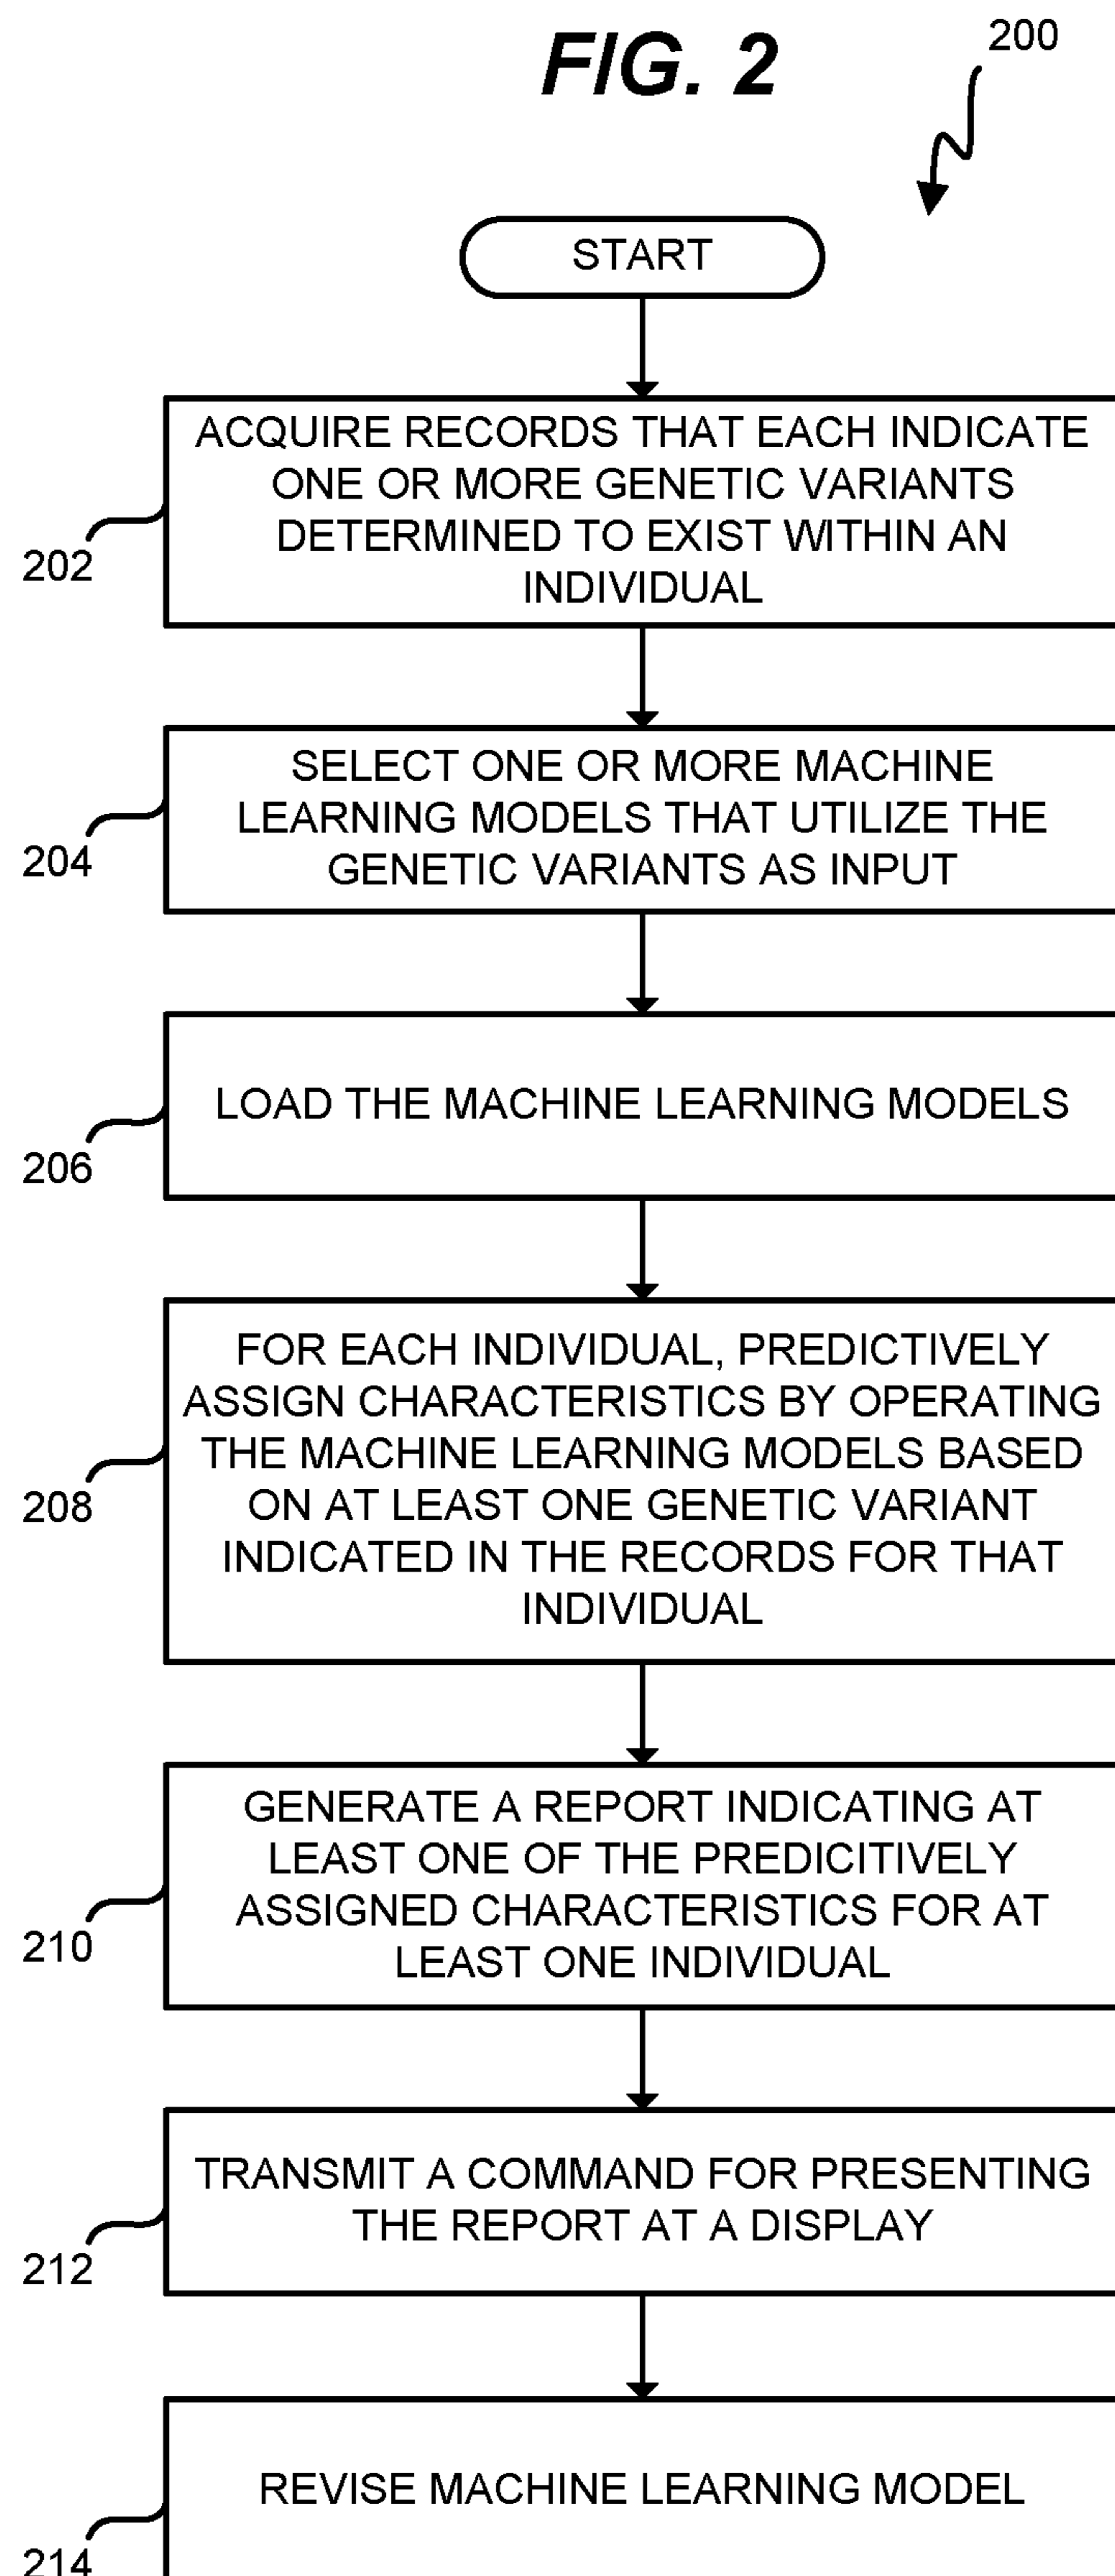 FIG. 2
200
START
ACQUIRE RECORDS THAT EACH INDICATE
ONE OR MORE GENETIC VARIANTS
DETERMINED TO EXIST WITHIN AN
INDIVIDUAL
202
SELECT ONE OR MORE MACHINE
LEARNING MODELS THAT UTILIZE THE
GENETIC VARIANTS AS INPUT
204
LOAD THE MACHINE LEARNING MODELS
206
FOR EACH INDIVIDUAL, PREDICTIVELY
ASSIGN CHARACTERISTICS BY OPERATING
THE MACHINE LEARNING MODELS BASED
ON AT LEAST ONE GENETIC VARIANT
INDICATED IN THE RECORDS FOR THAT
INDIVIDUAL
208
GENERATE A REPORT INDICATING AT
LEAST ONE OF THE PREDICITIVELY
ASSIGNED CHARACTERISTICS FOR AT
LEAST ONE INDIVIDUAL
210
TRANSMIT A COMMAND FOR PRESENTING
THE REPORT AT A DISPLAY
212
REVISE MACHINE LEARNING MODEL
214